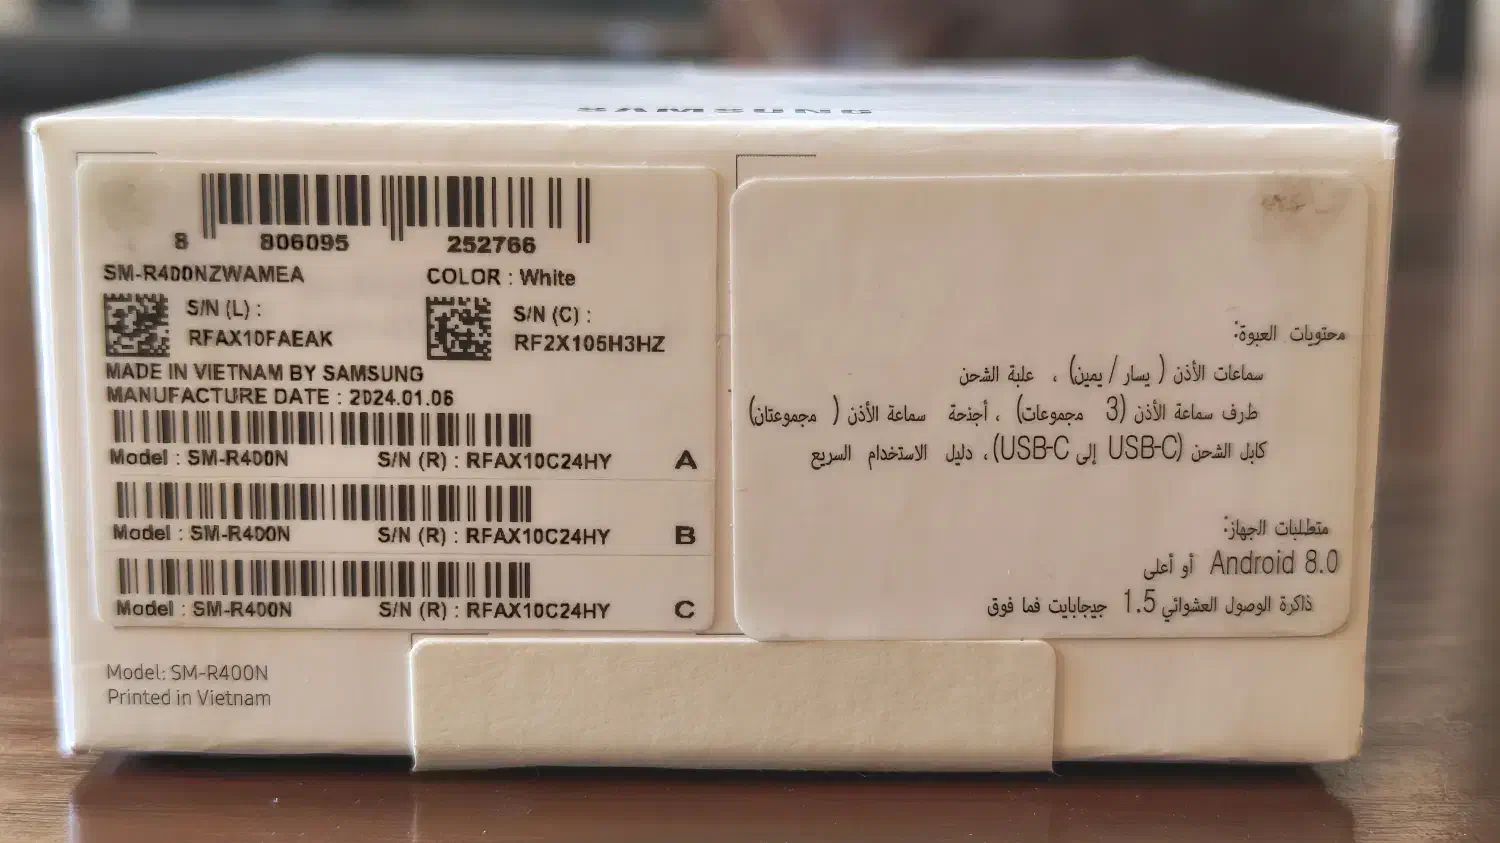 SAMSUNG
8 806095 252766
SM-R400NZWAMEA COLOR : White
S/N (L) :
RFAX10FAEAK
S/N (C) :
RF2X105H3HZ
MADE IN VIETNAM BY SAMSUNG
MANUFACTURE DATE : 2024.01.06
Model : SM-R400N S/N (R) : RFAX10C24HY A
Model : SM-R400N S/N (R) : RFAX10C24HY B
Model : SM-R400N S/N (R) : RFAX10C24HY C
Model: SM-R400N
Printed in Vietnam
محتويات العبوة:
سماعات الأذن ( يسار / يمين) ، علبة الشحن
طرف سماعة الأذن (3 مجموعات) ، أجنحة سماعة الأذن ( مجموعتان)
كابل الشحن (USB-C إلى USB-C)، دليل الاستخدام السريع
متطلبات الجهاز:
Android 8.0 أو أعلى
ذاكرة الوصول العشوائي 1.5 جيجابايت فما فوق